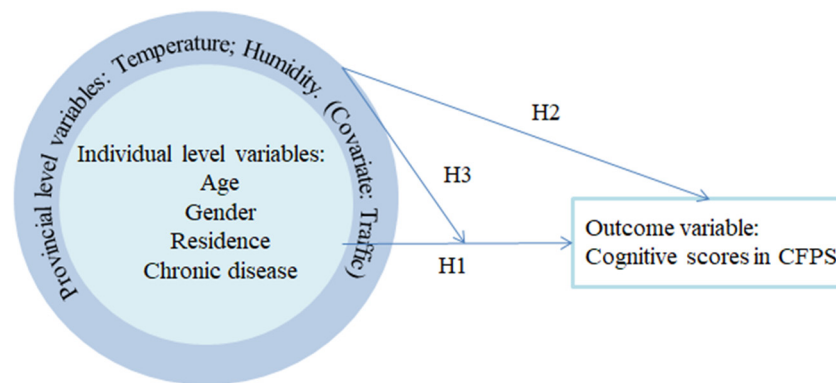 Provincial level variables: Temperature; Humidity. (Covariate: Traffic)
Individual level variables:
Age
Gender
Residence
Chronic disease
H2
H3
H1
Outcome variable:
Cognitive scores in CFPS